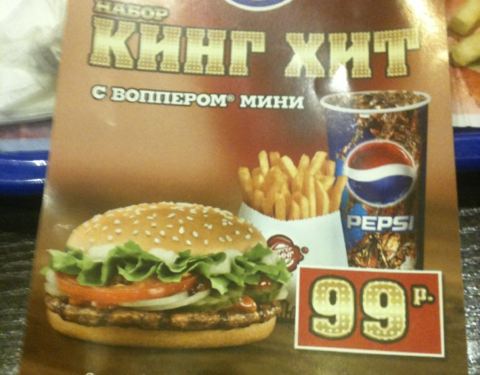 НАБОР
КИНГ ХИТ
С ВОППЕРОМ® МИНИ
PEPSI
99 р.